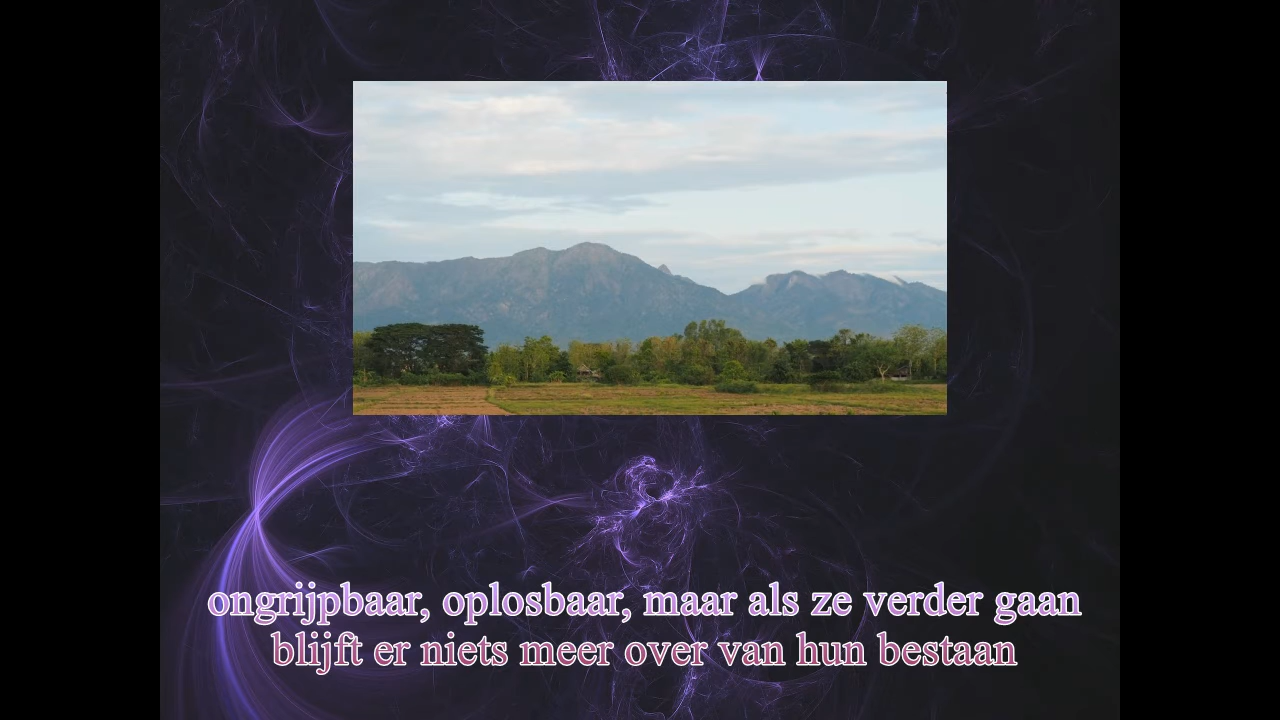 ongrijpbaar, oplosbaar, maar als ze verder gaan
blijft er niets meer over van hun bestaan